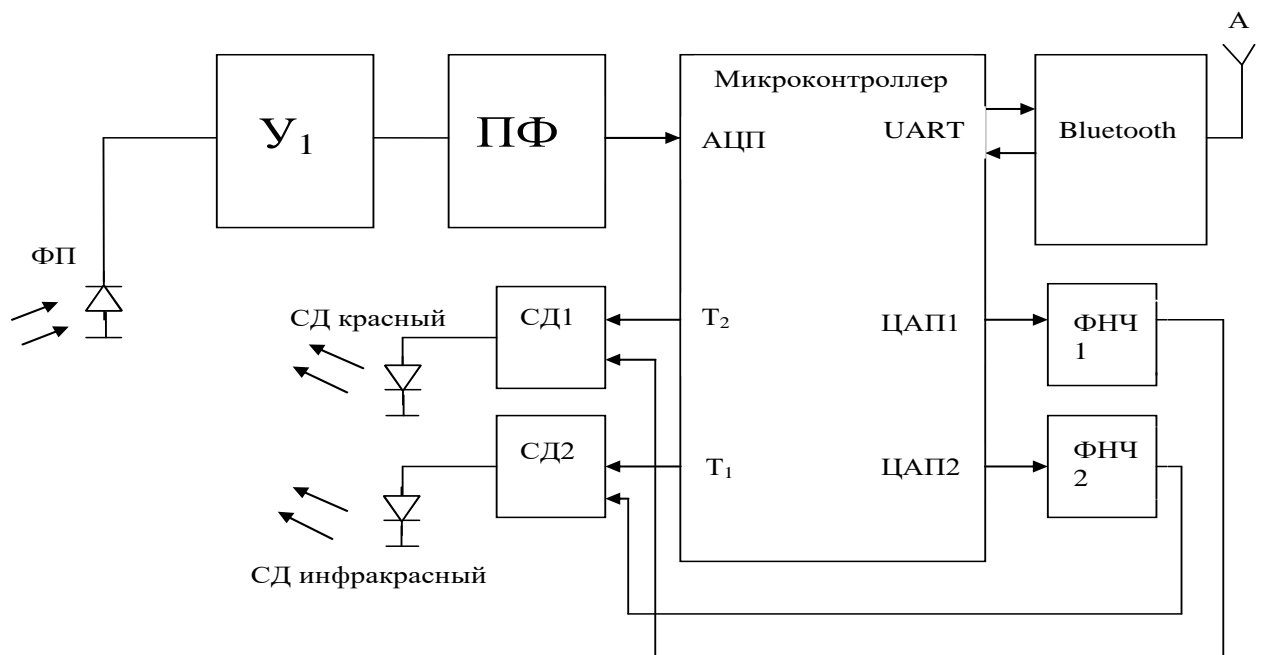 А
Микроконтроллер
У₁
ПФ
АЦП
UART
Bluetooth
ФП
СД красный
СД1
Т₂
ЦАП1
ФНЧ
1
СД2
Т₁
ЦАП2
ФНЧ
2
СД инфракрасный